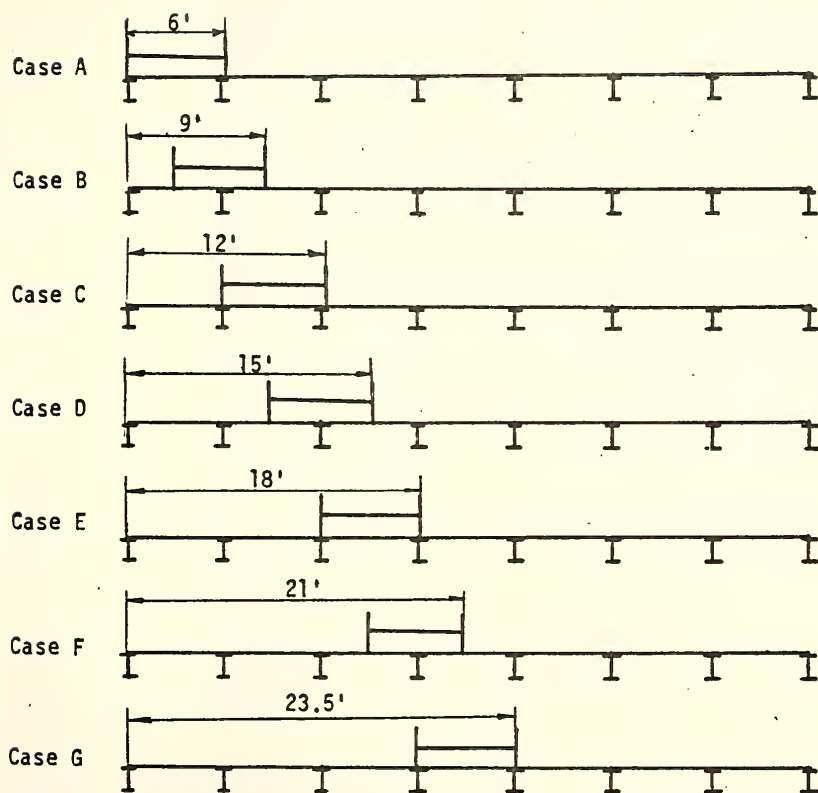 6'
Case A
9'
Case B
12'
Case C
15'
Case D
18'
Case E
21'
Case F
23.5'
Case G